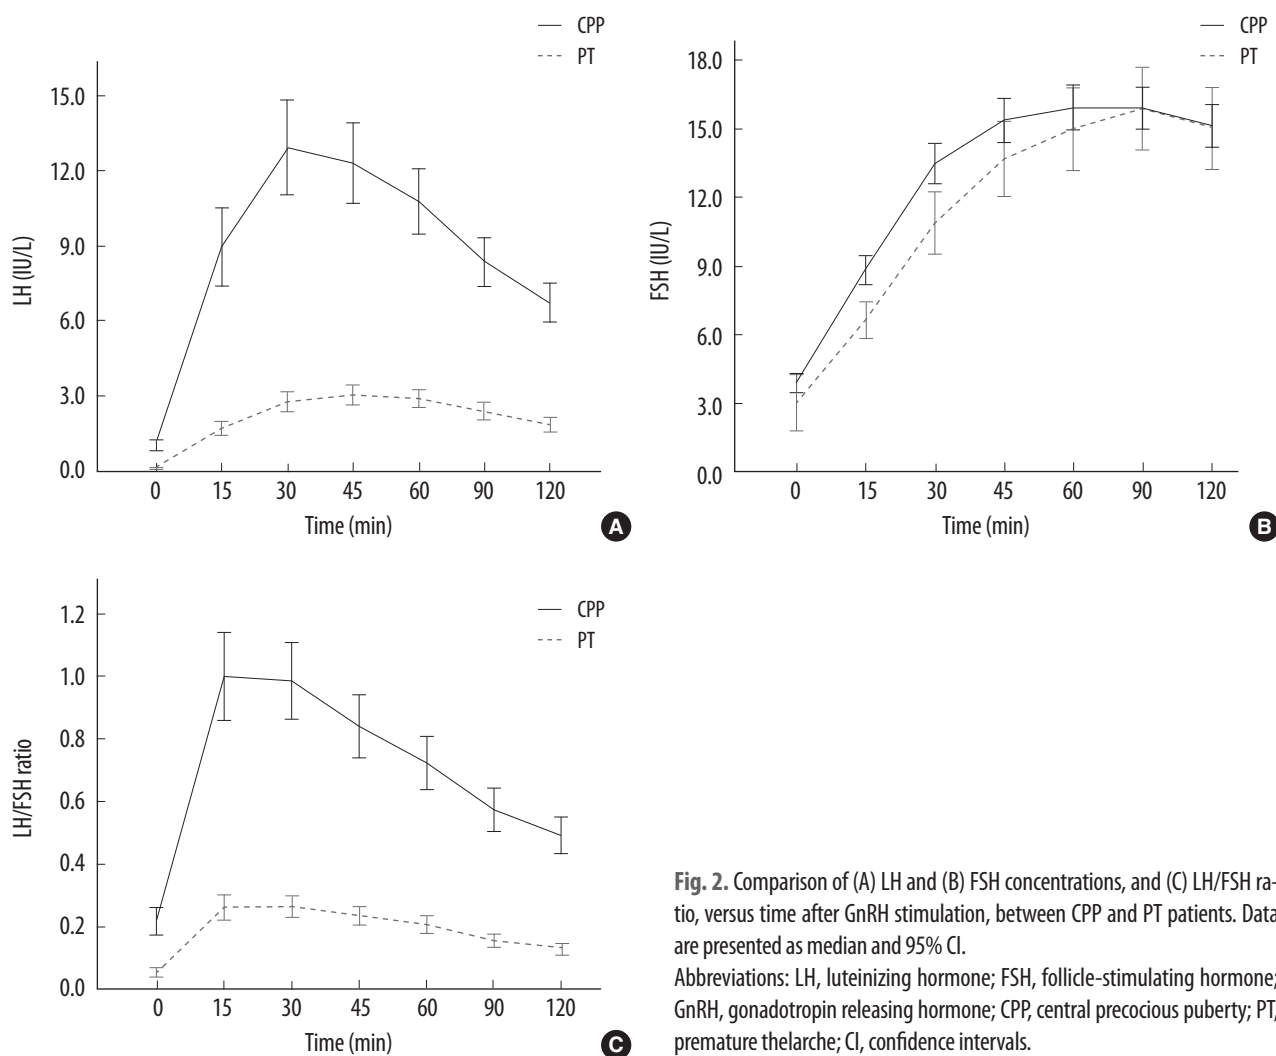 CPP
PT
15.0
12.0
9.0
6.0
3.0
0.0
LH (IU/L)
0 15 30 45 60 90 120
Time (min)
A
CPP
PT
18.0
15.0
12.0
9.0
6.0
3.0
0.0
FSH (IU/L)
0 15 30 45 60 90 120
Time (min)
B
CPP
PT
1.2
1.0
0.8
0.6
0.4
0.2
0.0
LH/FSH ratio
0 15 30 45 60 90 120
Time (min)
C
Fig. 2. Comparison of (A) LH and (B) FSH concentrations, and (C) LH/FSH ra-
tio, versus time after GnRH stimulation, between CPP and PT patients. Data
are presented as median and 95% CI.
Abbreviations: LH, luteinizing hormone; FSH, follicle-stimulating hormone;
GnRH, gonadotropin releasing hormone; CPP, central precocious puberty; PT,
premature thelarche; CI, confidence intervals.